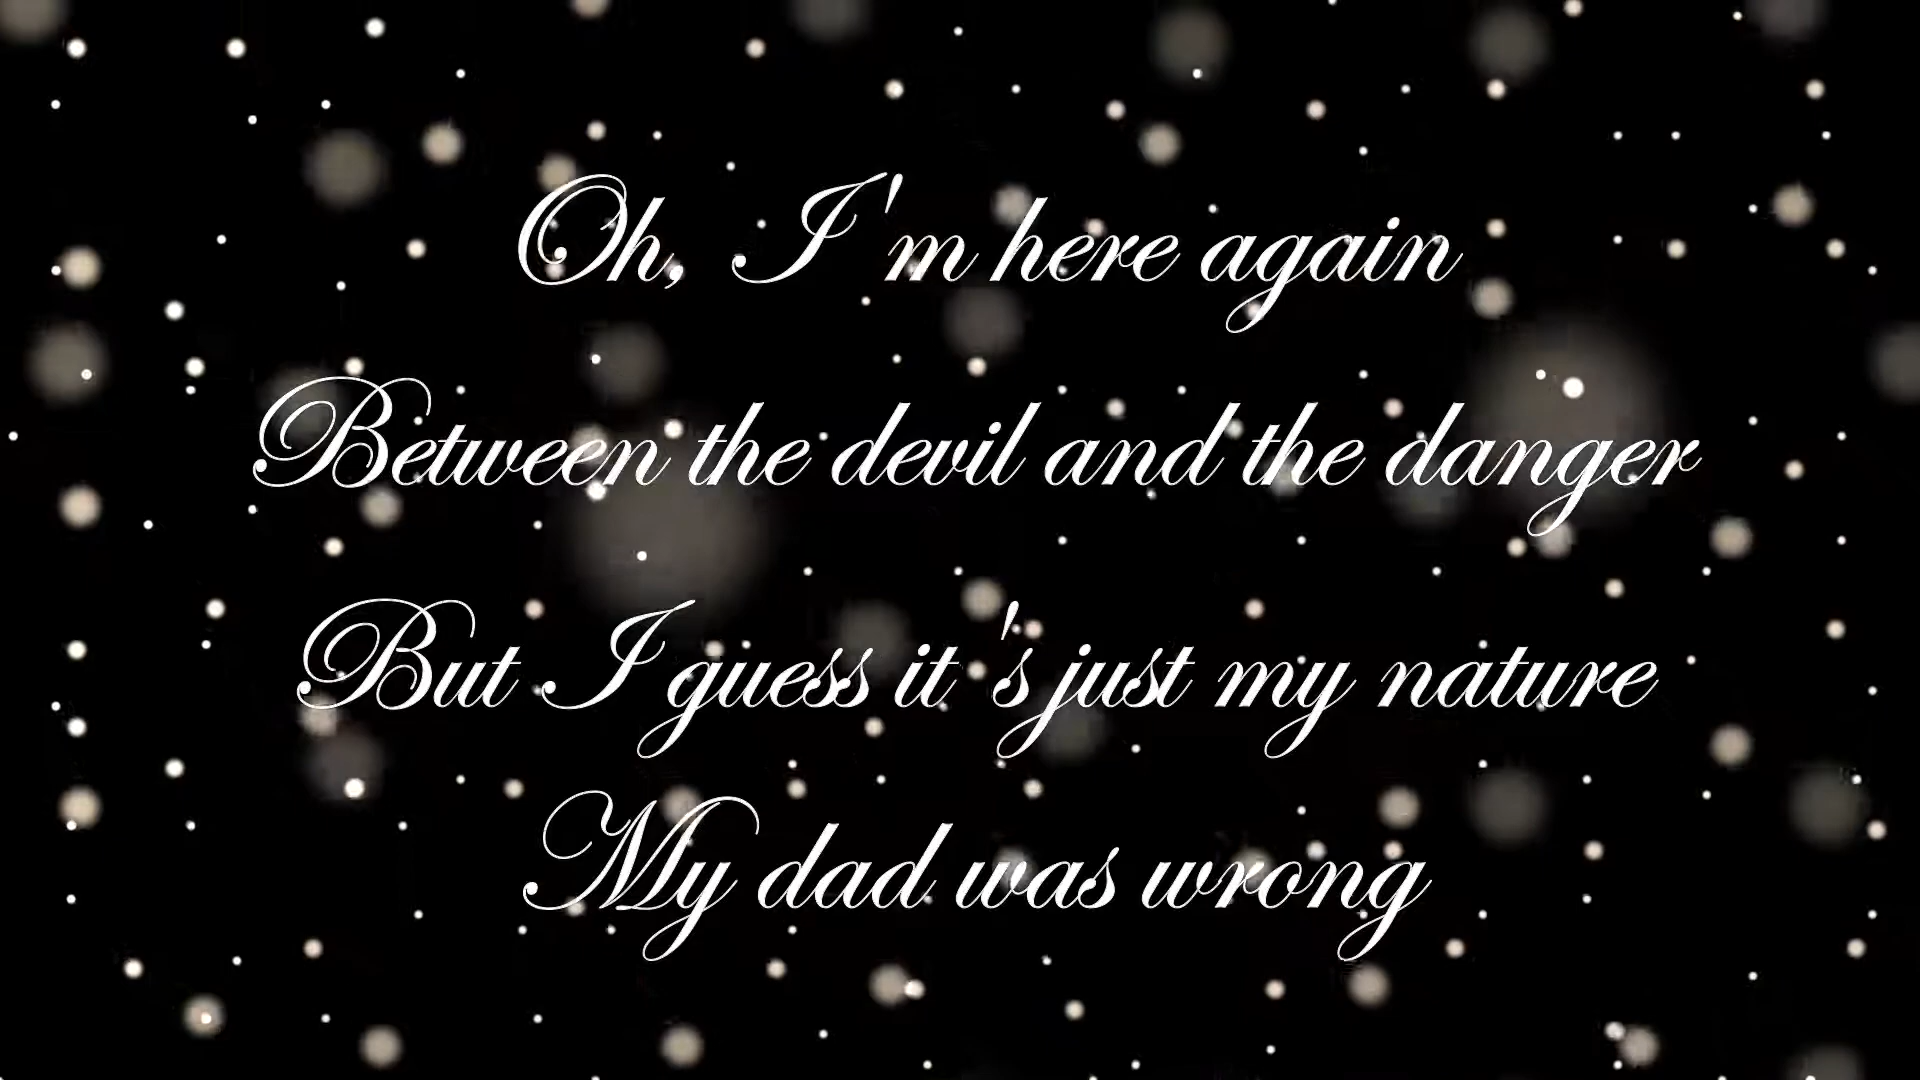 Oh, I'm here again
Between the devil and the danger
But I guess it's just my nature
My dad was wrong